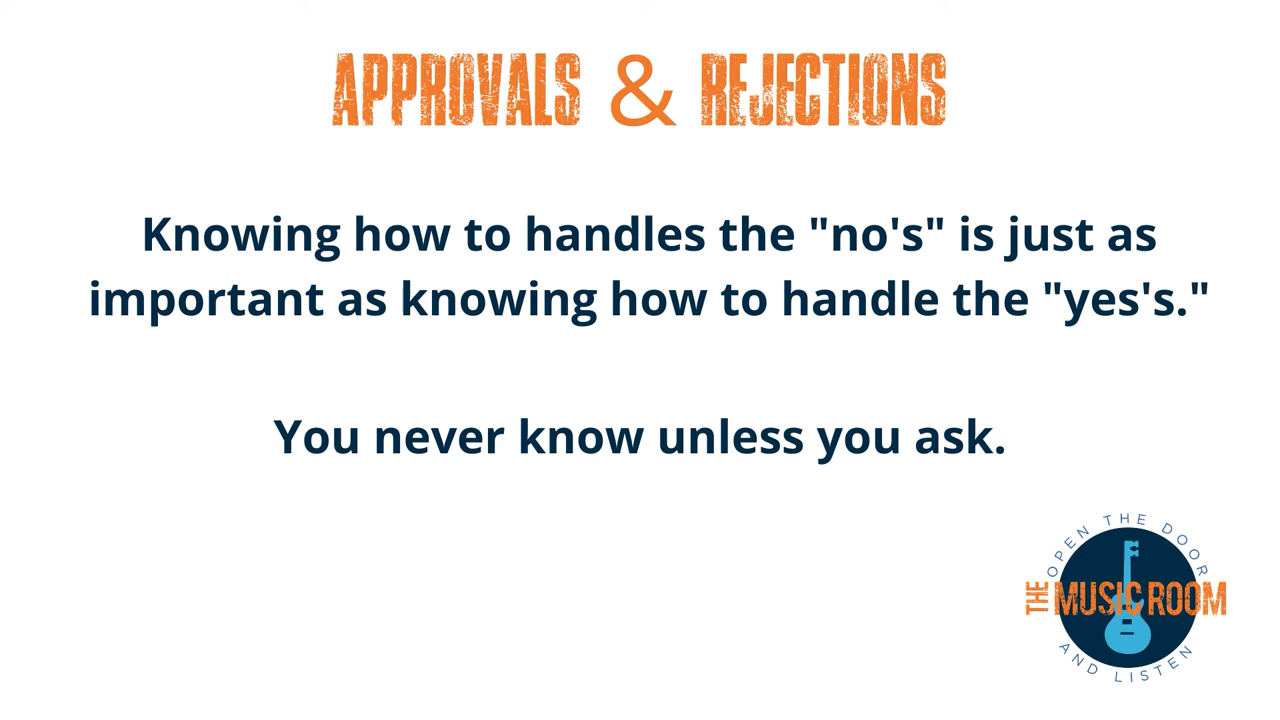 APPROVALS & REJECTIONS
Knowing how to handles the "no's" is just as
important as knowing how to handle the "yes's."
You never know unless you ask.
OPEN THE DOOR
THE MUSIC ROOM
AND LISTEN